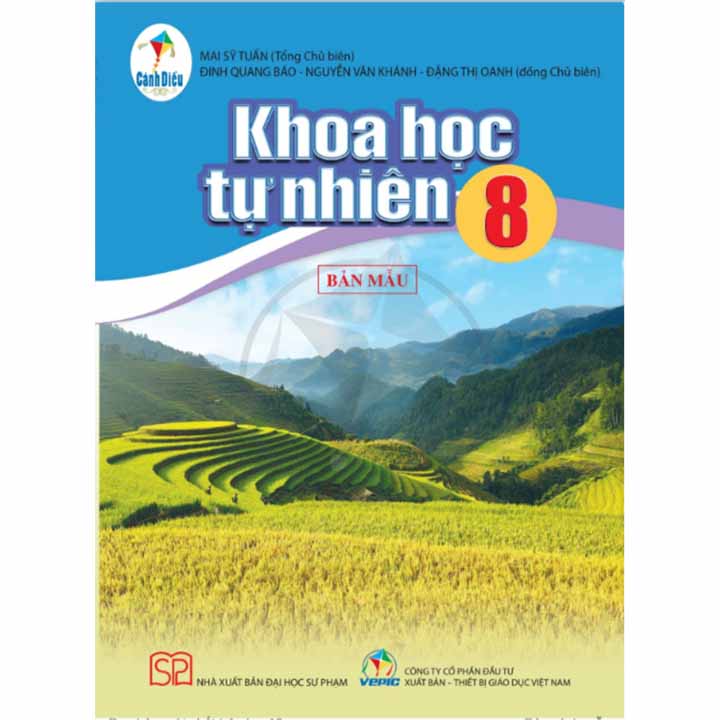 Cánh Diều
MAI SỸ TUẤN (Tổng Chủ biên)
ĐINH QUANG BÁO - NGUYỄN VĂN KHÁNH - ĐẶNG THỊ OANH (đồng Chủ biên)
Khoa học
tự nhiên
8
BẢN MẪU
SP
NHÀ XUẤT BẢN ĐẠI HỌC SƯ PHẠM
VEPIC
CÔNG TY CỔ PHẦN ĐẦU TƯ
XUẤT BẢN - THIẾT BỊ GIÁO DỤC VIỆT NAM